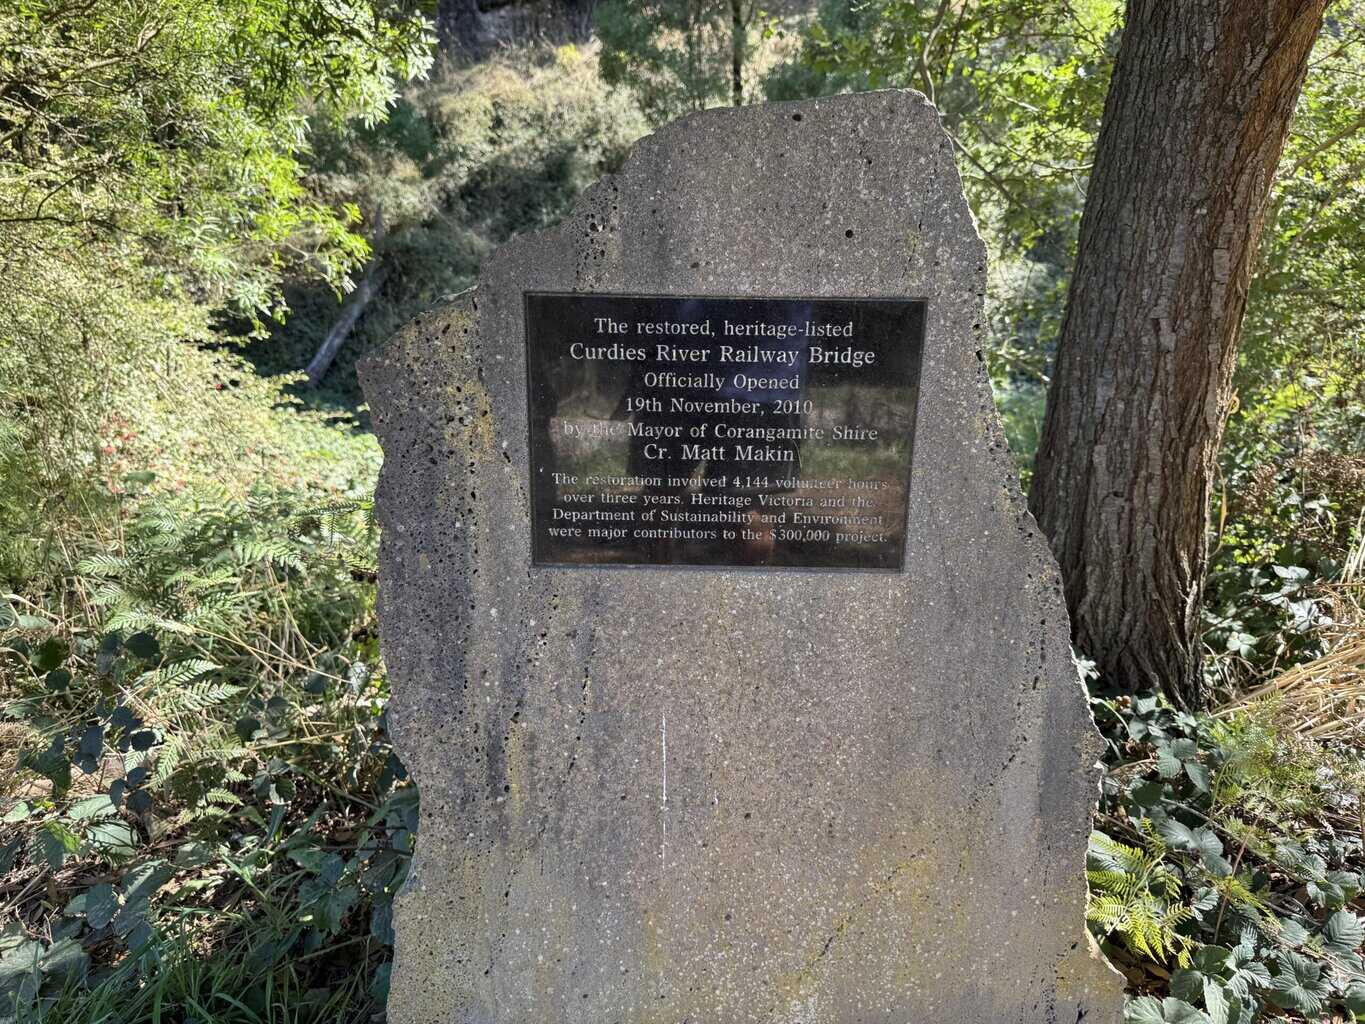 The restored, heritage-listed
Curdies River Railway Bridge
Officially Opened
19th November, 2010
by the Mayor of Corangamite Shire
Cr. Matt Makin
The restoration involved 4,144 volunteer hours
over three years. Heritage Victoria and the
Department of Sustainability and Environment
were major contributors to the $300,000 project.